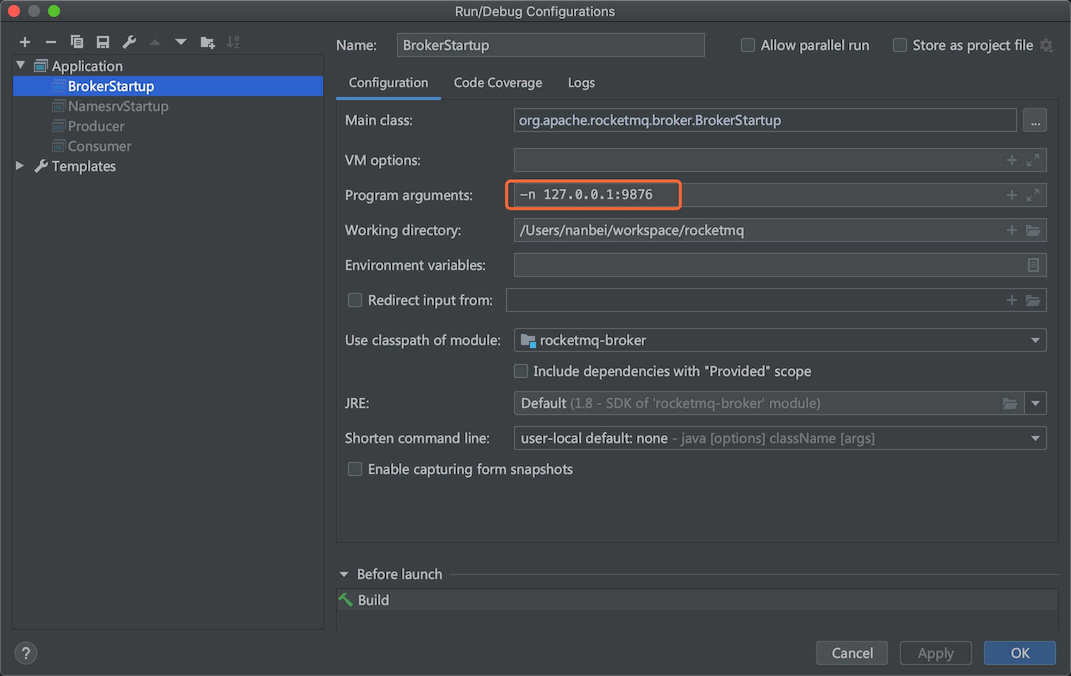 Run/Debug Configurations
Application
BrokerStartup
NamesrvStartup
Producer
Consumer
Templates
Name: BrokerStartup
Allow parallel run
Store as project file
Configuration Code Coverage Logs
Main class: org.apache.rocketmq.broker.BrokerStartup ...
VM options:
Program arguments: -n 127.0.0.1:9876
Working directory: /Users/nanbei/workspace/rocketmq
Environment variables:
Redirect input from:
Use classpath of module: rocketmq-broker
Include dependencies with "Provided" scope
JRE: Default (1.8 - SDK of 'rocketmq-broker' module)
Shorten command line: user-local default: none - java [options] className [args]
Enable capturing form snapshots
Before launch
Build
? Cancel Apply OK